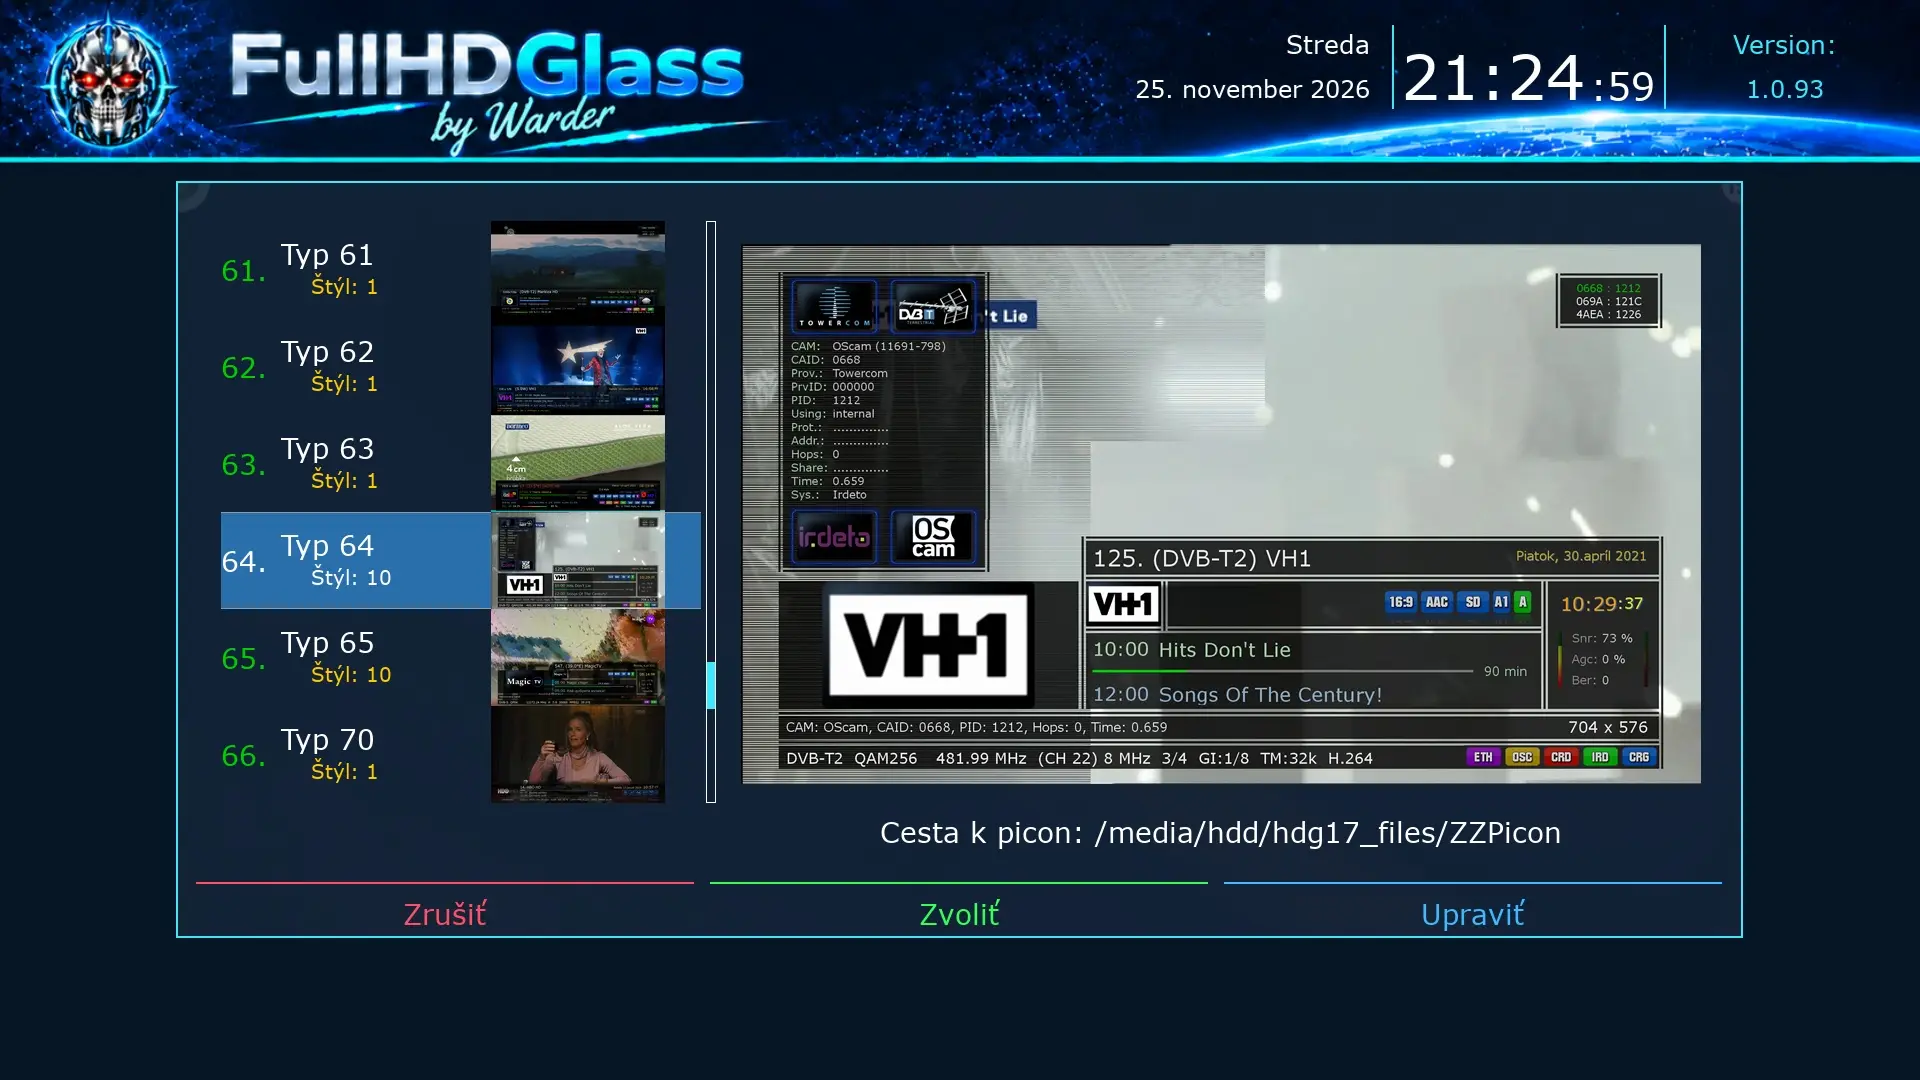 FullHDGlass
by Warder
Streda
25. november 2026
21:24:59
Version:
1.0.93
61. Typ 61
Štýl: 1
62. Typ 62
Štýl: 1
63. Typ 63
Štýl: 1
64. Typ 64
Štýl: 10
65. Typ 65
Štýl: 10
66. Typ 70
Štýl: 1
4cm
VH1
Magic TV
TOWERCOM
DVB T
TERRESTRIAL
't Lie
CAM: OScam (11691-798)
CAID: 0668
Prov.: Towercom
PrvID: 000000
PID: 1212
Using: internal
Prot.: ..............
Addr.: ..............
Hops: 0
Share: ..............
Time: 0.659
Sys.: Irdeto
irdeto
OS cam
0668 : 1212
069A : 121C
4AEA : 1226
125. (DVB-T2) VH1
Piatok, 30.apríl 2021
VH1
VH1
16:9 AAC SD A1 A
10:29:37
10:00 Hits Don't Lie
90 min
12:00 Songs Of The Century!
Snr: 73 %
Agc: 0 %
Ber: 0
CAM: OScam, CAID: 0668, PID: 1212, Hops: 0, Time: 0.659
704 x 576
DVB-T2 QAM256 481.99 MHz (CH 22) 8 MHz 3/4 GI:1/8 TM:32k H.264
ETH OSC CRD IRD CRG
Cesta k picon: /media/hdd/hdg17_files/ZZPicon
Zrušiť
Zvoliť
Upraviť